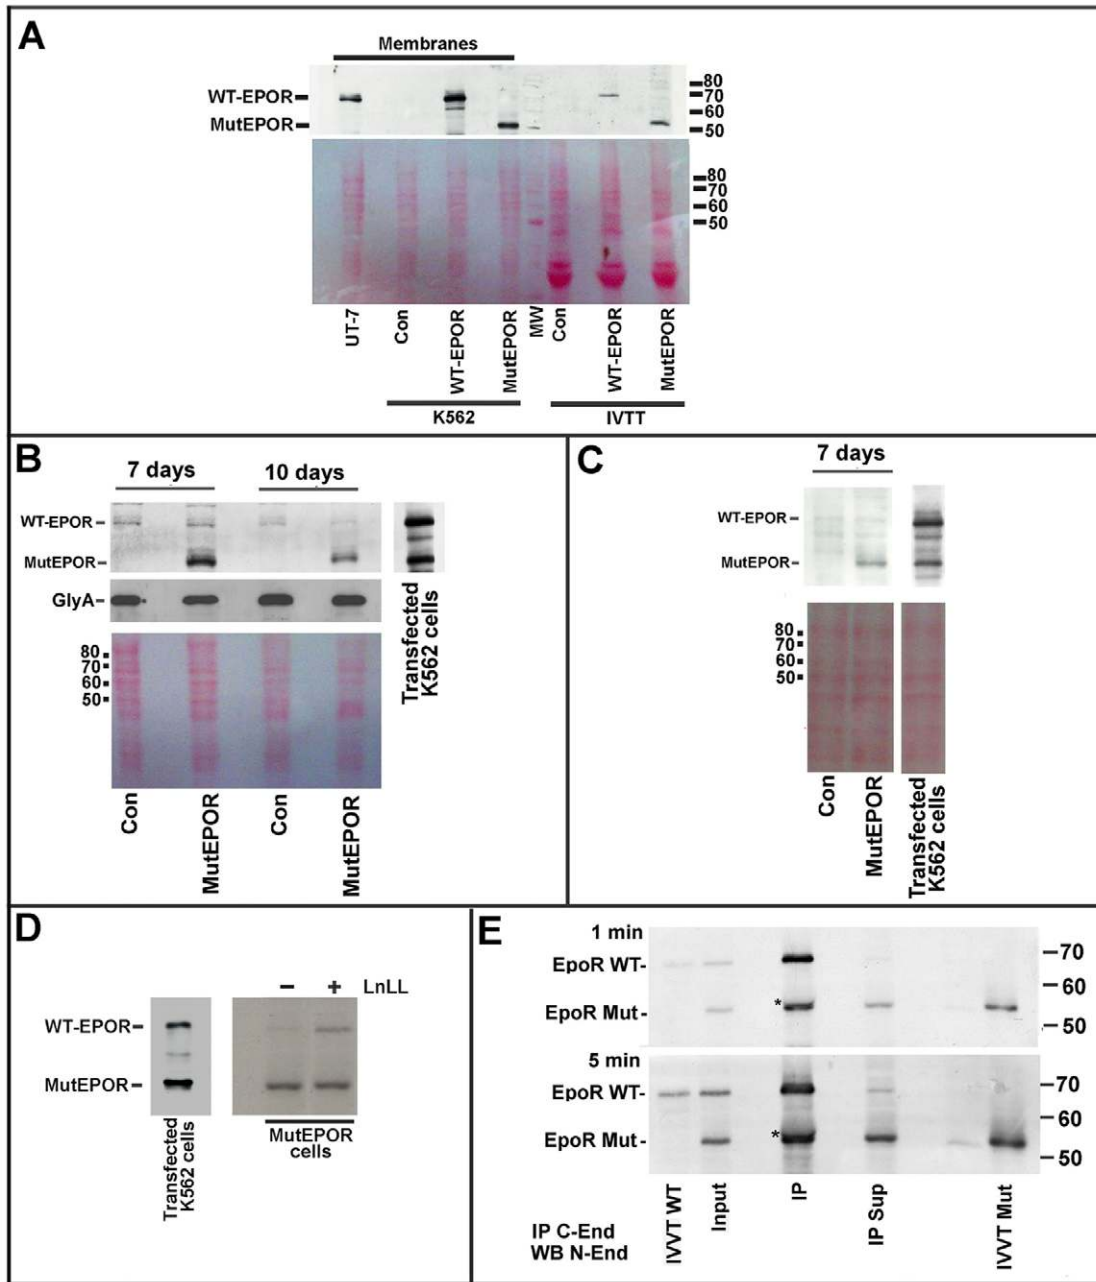 A
Membranes
WT-EPOR
MutEPOR
80
70
60
50
80
70
60
50
UT-7
Con
WT-EPOR
MutEPOR
MW
Con
WT-EPOR
MutEPOR
K562
IVTT
B
7 days
10 days
WT-EPOR
MutEPOR
GlyA
80
70
60
50
Con
MutEPOR
Con
MutEPOR
Transfected
K562 cells
C
7 days
WT-EPOR
MutEPOR
80
70
60
50
Con
MutEPOR
Transfected
K562 cells
D
− + LnLL
WT-EPOR
MutEPOR
Transfected
K562 cells
MutEPOR
cells
E
1 min
EpoR WT-
EpoR Mut-
*
70
60
50
5 min
EpoR WT-
EpoR Mut-
*
70
60
50
IVVT WT
Input
IP
IP Sup
IVVT Mut
IP C-End
WB N-End